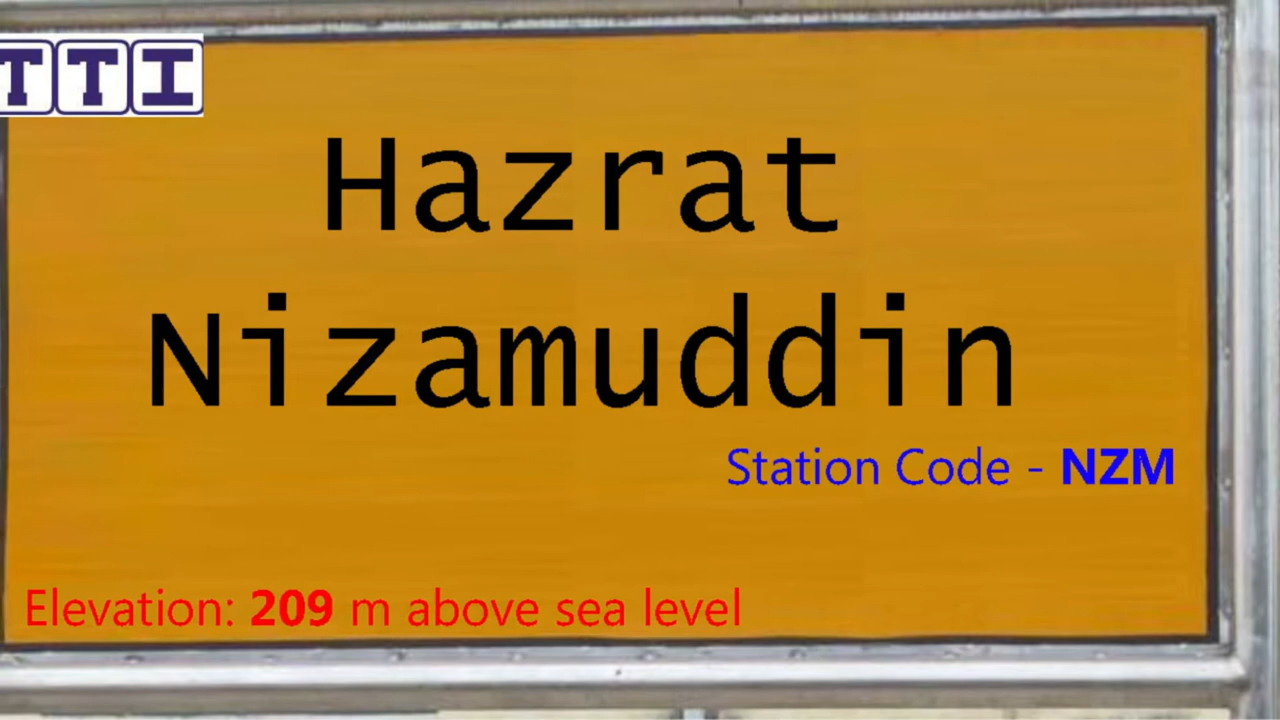 TTI
Hazrat
Nizamuddin
Station Code - NZM
Elevation: 209 m above sea level